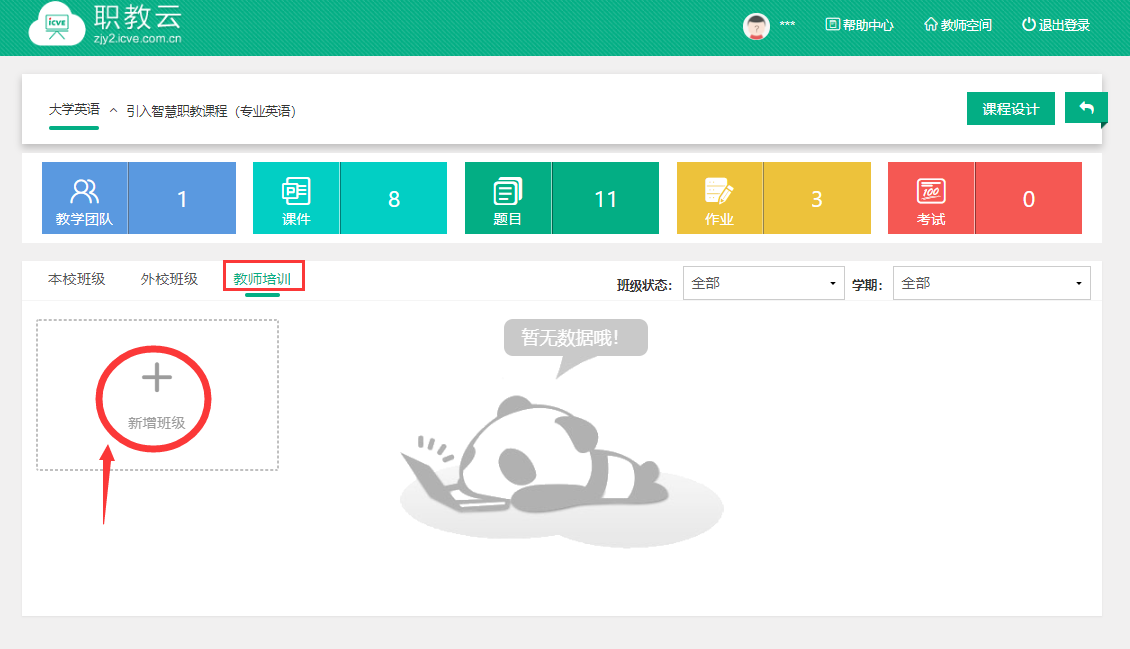 icve
职教云
zjy2.icve.com.cn
***
帮助中心
教师空间
退出登录
大学英语
引入智慧职教课程（专业英语）
课程设计
教学团队
1
课件
8
题目
11
作业
3
100
考试
0
本校班级
外校班级
教师培训
班级状态：
全部
学期：
全部
新增班级
暂无数据哦！